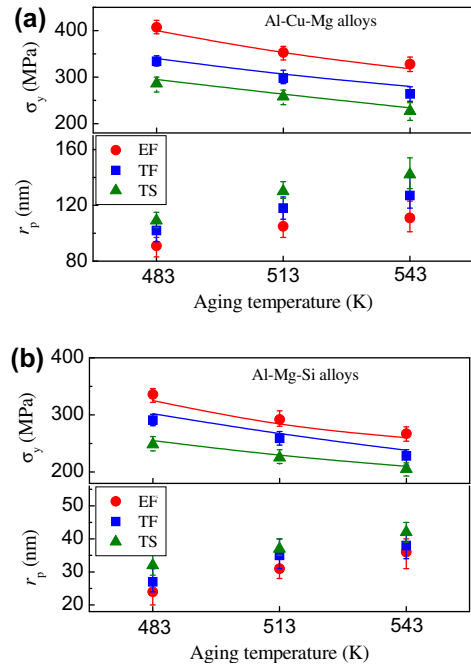 (a)
Al-Cu-Mg alloys
σy (MPa)
400
300
200
EF
TF
TS
rp (nm)
160
140
120
100
80
483 513 543
Aging temperature (K)
(b)
Al-Mg-Si alloys
σy (MPa)
400
300
200
EF
TF
TS
rp (nm)
50
40
30
20
483 513 543
Aging temperature (K)